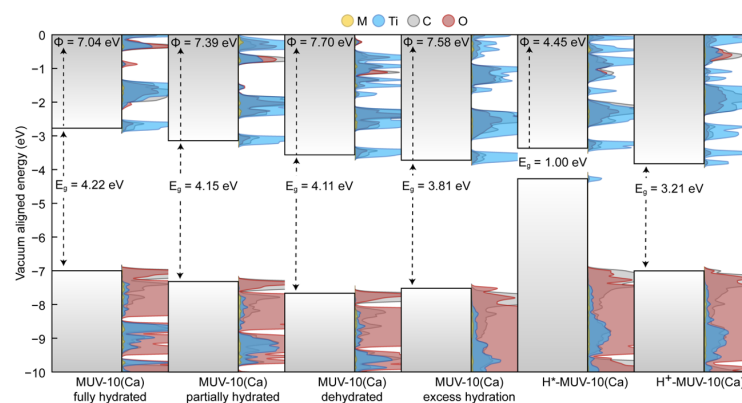 M Ti C O
Vacuum aligned energy (eV)
0
-1
-2
-3
-4
-5
-6
-7
-8
-9
-10
Φ = 7.04 eV
Φ = 7.39 eV
Φ = 7.70 eV
Φ = 7.58 eV
Φ = 4.45 eV
Eg = 4.22 eV
Eg = 4.15 eV
Eg = 4.11 eV
Eg = 3.81 eV
Eg = 1.00 eV
Eg = 3.21 eV
MUV-10(Ca)
fully hydrated
MUV-10(Ca)
partially hydrated
MUV-10(Ca)
dehydrated
MUV-10(Ca)
excess hydration
H*-MUV-10(Ca)
H+-MUV-10(Ca)